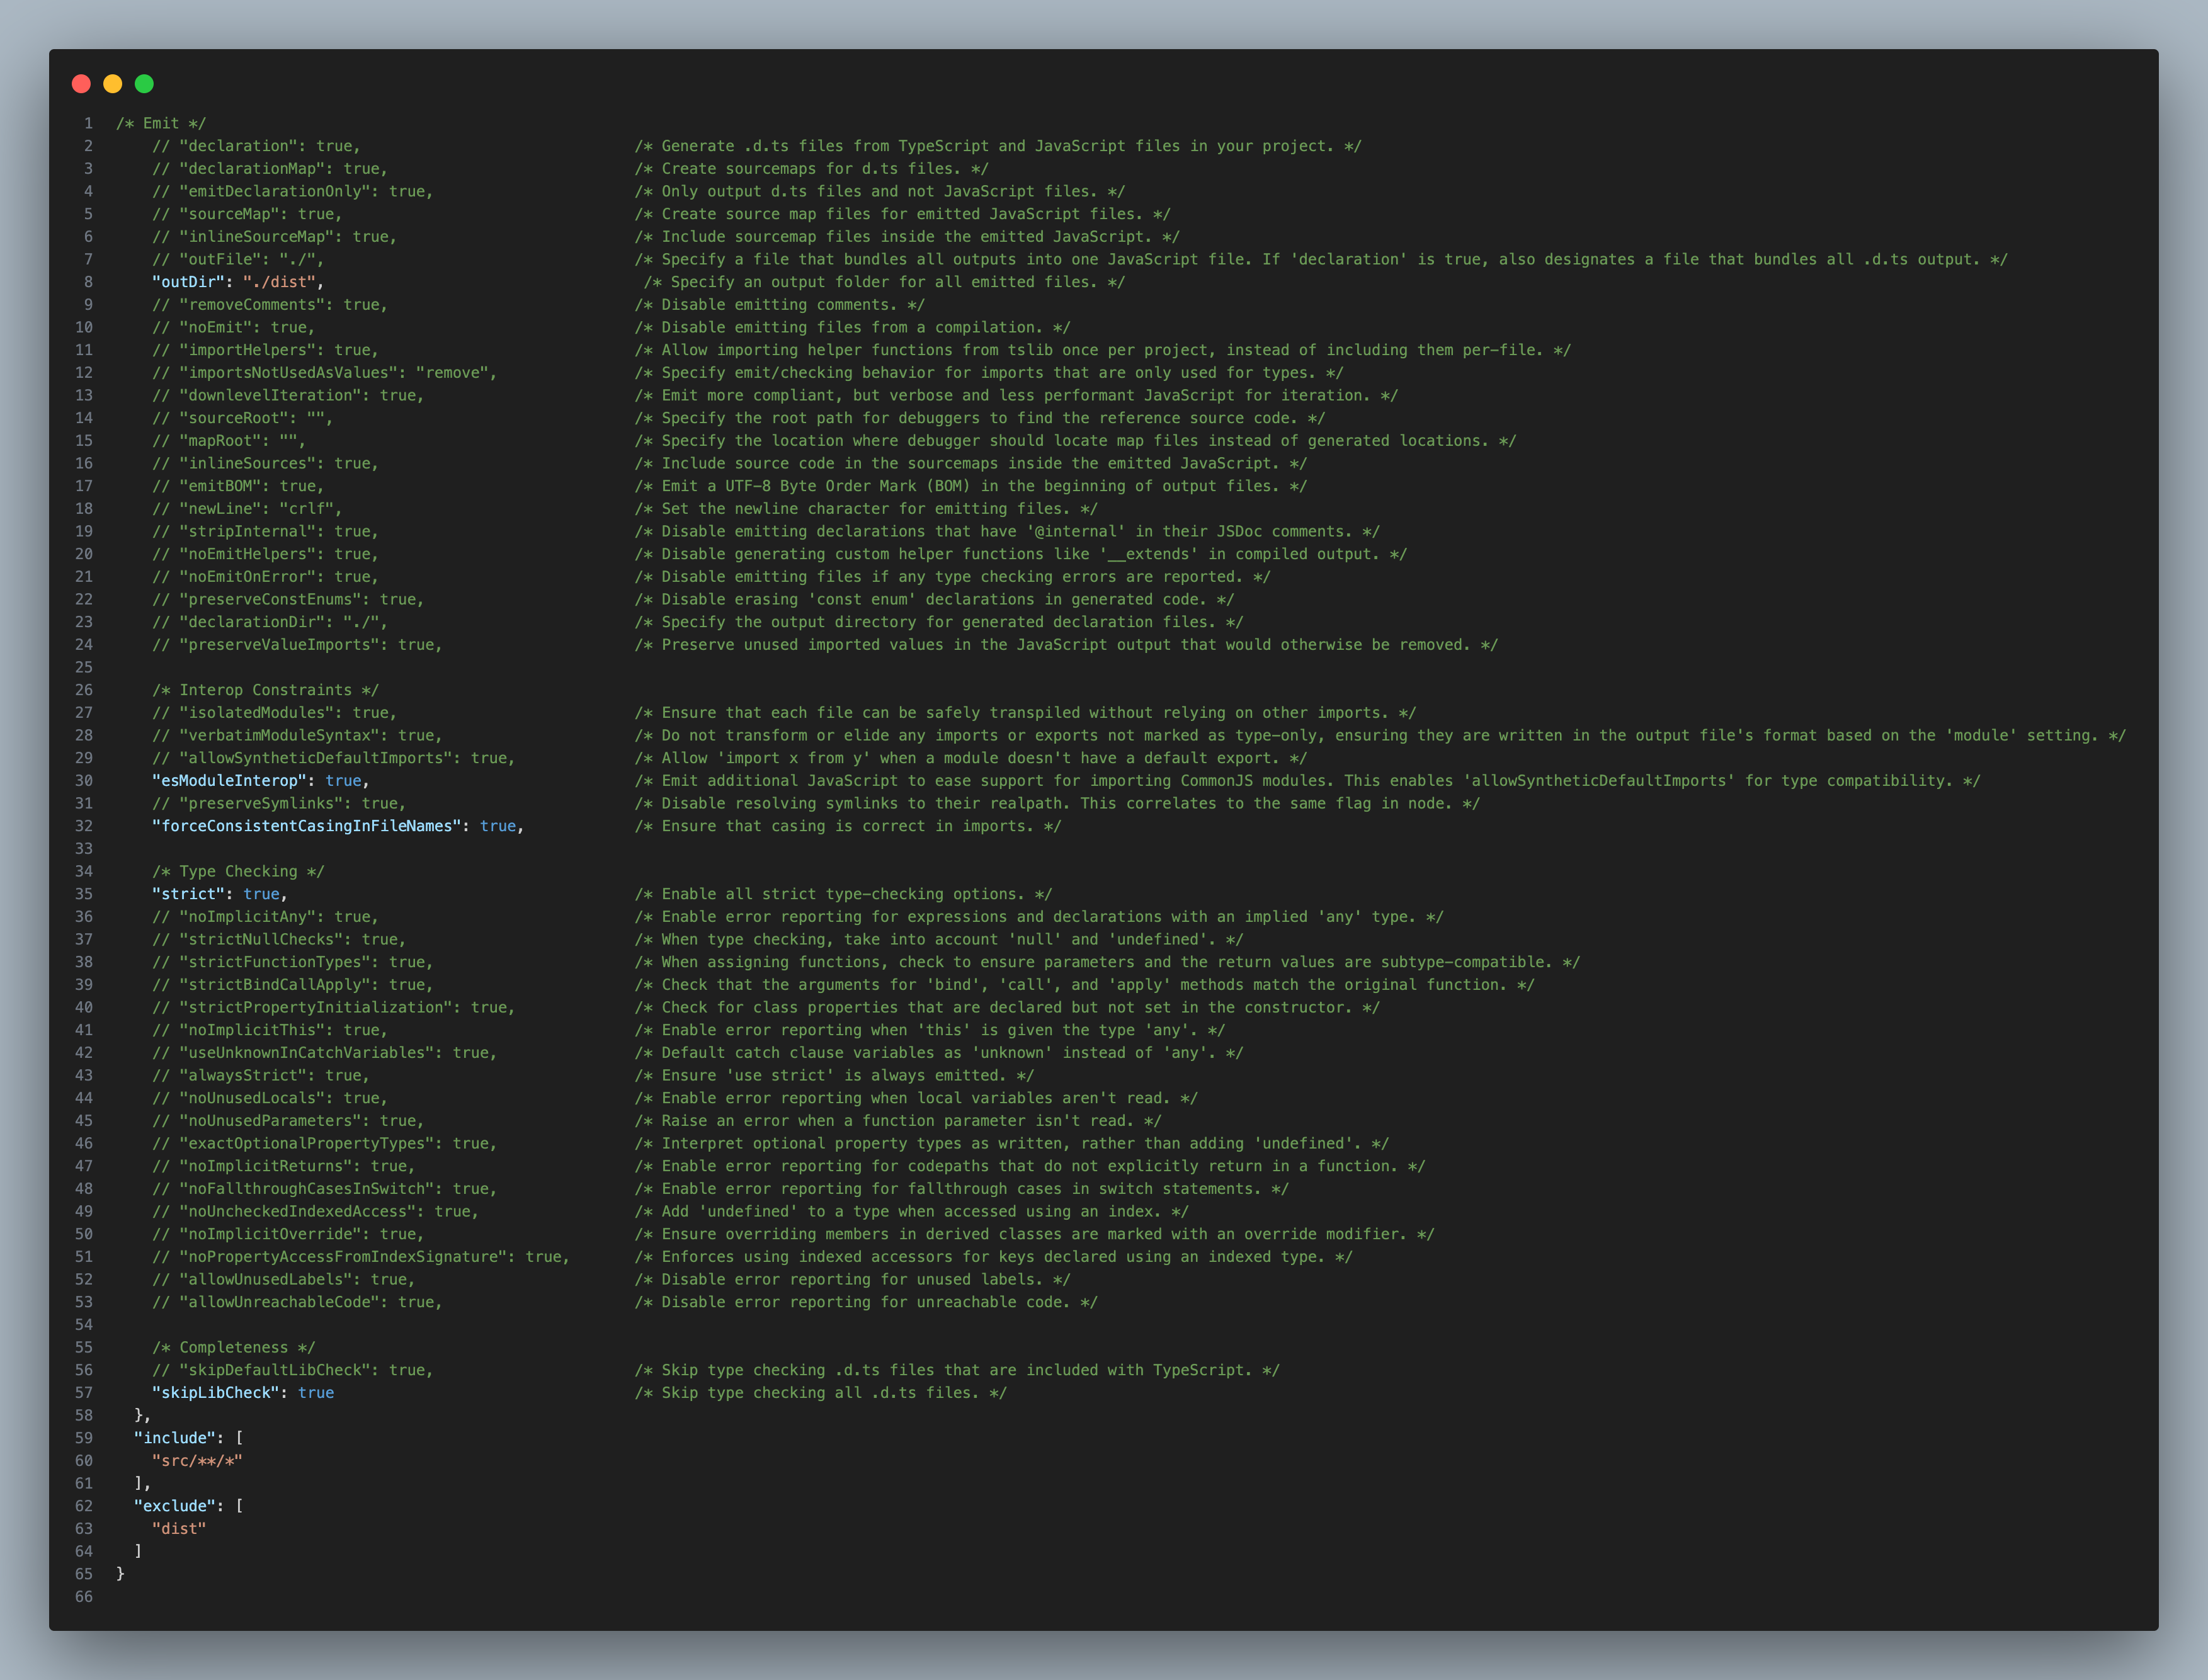 1 /* Emit */
2 // "declaration": true, /* Generate .d.ts files from TypeScript and JavaScript files in your project. */
3 // "declarationMap": true, /* Create sourcemaps for d.ts files. */
4 // "emitDeclarationOnly": true, /* Only output d.ts files and not JavaScript files. */
5 // "sourceMap": true, /* Create source map files for emitted JavaScript files. */
6 // "inlineSourceMap": true, /* Include sourcemap files inside the emitted JavaScript. */
7 // "outFile": "./", /* Specify a file that bundles all outputs into one JavaScript file. If 'declaration' is true, also designates a file that bundles all .d.ts output. */
8 "outDir": "./dist", /* Specify an output folder for all emitted files. */
9 // "removeComments": true, /* Disable emitting comments. */
10 // "noEmit": true, /* Disable emitting files from a compilation. */
11 // "importHelpers": true, /* Allow importing helper functions from tslib once per project, instead of including them per-file. */
12 // "importsNotUsedAsValues": "remove", /* Specify emit/checking behavior for imports that are only used for types. */
13 // "downlevelIteration": true, /* Emit more compliant, but verbose and less performant JavaScript for iteration. */
14 // "sourceRoot": "", /* Specify the root path for debuggers to find the reference source code. */
15 // "mapRoot": "", /* Specify the location where debugger should locate map files instead of generated locations. */
16 // "inlineSources": true, /* Include source code in the sourcemaps inside the emitted JavaScript. */
17 // "emitBOM": true, /* Emit a UTF-8 Byte Order Mark (BOM) in the beginning of output files. */
18 // "newLine": "crlf", /* Set the newline character for emitting files. */
19 // "stripInternal": true, /* Disable emitting declarations that have '@internal' in their JSDoc comments. */
20 // "noEmitHelpers": true, /* Disable generating custom helper functions like '__extends' in compiled output. */
21 // "noEmitOnError": true, /* Disable emitting files if any type checking errors are reported. */
22 // "preserveConstEnums": true, /* Disable erasing 'const enum' declarations in generated code. */
23 // "declarationDir": "./", /* Specify the output directory for generated declaration files. */
24 // "preserveValueImports": true, /* Preserve unused imported values in the JavaScript output that would otherwise be removed. */
25
26 /* Interop Constraints */
27 // "isolatedModules": true, /* Ensure that each file can be safely transpiled without relying on other imports. */
28 // "verbatimModuleSyntax": true, /* Do not transform or elide any imports or exports not marked as type-only, ensuring they are written in the output file's format based on the 'module' setting. */
29 // "allowSyntheticDefaultImports": true, /* Allow 'import x from y' when a module doesn't have a default export. */
30 "esModuleInterop": true, /* Emit additional JavaScript to ease support for importing CommonJS modules. This enables 'allowSyntheticDefaultImports' for type compatibility. */
31 // "preserveSymlinks": true, /* Disable resolving symlinks to their realpath. This correlates to the same flag in node. */
32 "forceConsistentCasingInFileNames": true, /* Ensure that casing is correct in imports. */
33
34 /* Type Checking */
35 "strict": true, /* Enable all strict type-checking options. */
36 // "noImplicitAny": true, /* Enable error reporting for expressions and declarations with an implied 'any' type. */
37 // "strictNullChecks": true, /* When type checking, take into account 'null' and 'undefined'. */
38 // "strictFunctionTypes": true, /* When assigning functions, check to ensure parameters and the return values are subtype-compatible. */
39 // "strictBindCallApply": true, /* Check that the arguments for 'bind', 'call', and 'apply' methods match the original function. */
40 // "strictPropertyInitialization": true, /* Check for class properties that are declared but not set in the constructor. */
41 // "noImplicitThis": true, /* Enable error reporting when 'this' is given the type 'any'. */
42 // "useUnknownInCatchVariables": true, /* Default catch clause variables as 'unknown' instead of 'any'. */
43 // "alwaysStrict": true, /* Ensure 'use strict' is always emitted. */
44 // "noUnusedLocals": true, /* Enable error reporting when local variables aren't read. */
45 // "noUnusedParameters": true, /* Raise an error when a function parameter isn't read. */
46 // "exactOptionalPropertyTypes": true, /* Interpret optional property types as written, rather than adding 'undefined'. */
47 // "noImplicitReturns": true, /* Enable error reporting for codepaths that do not explicitly return in a function. */
48 // "noFallthroughCasesInSwitch": true, /* Enable error reporting for fallthrough cases in switch statements. */
49 // "noUncheckedIndexedAccess": true, /* Add 'undefined' to a type when accessed using an index. */
50 // "noImplicitOverride": true, /* Ensure overriding members in derived classes are marked with an override modifier. */
51 // "noPropertyAccessFromIndexSignature": true, /* Enforces using indexed accessors for keys declared using an indexed type. */
52 // "allowUnusedLabels": true, /* Disable error reporting for unused labels. */
53 // "allowUnreachableCode": true, /* Disable error reporting for unreachable code. */
54
55 /* Completeness */
56 // "skipDefaultLibCheck": true, /* Skip type checking .d.ts files that are included with TypeScript. */
57 "skipLibCheck": true /* Skip type checking all .d.ts files. */
58 },
59 "include": [
60 "src/**/*"
61 ],
62 "exclude": [
63 "dist"
64 ]
65 }
66